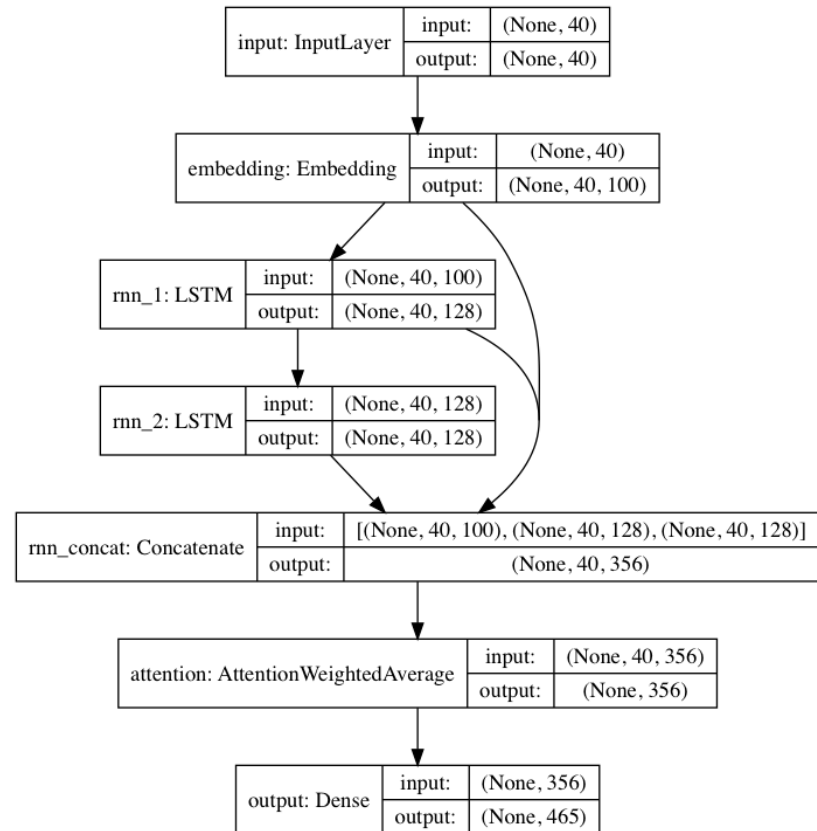 input: InputLayer
input: (None, 40)
output: (None, 40)
embedding: Embedding
input: (None, 40)
output: (None, 40, 100)
rnn_1: LSTM
input: (None, 40, 100)
output: (None, 40, 128)
rnn_2: LSTM
input: (None, 40, 128)
output: (None, 40, 128)
rnn_concat: Concatenate
input: [(None, 40, 100), (None, 40, 128), (None, 40, 128)]
output: (None, 40, 356)
attention: AttentionWeightedAverage
input: (None, 40, 356)
output: (None, 356)
output: Dense
input: (None, 356)
output: (None, 465)